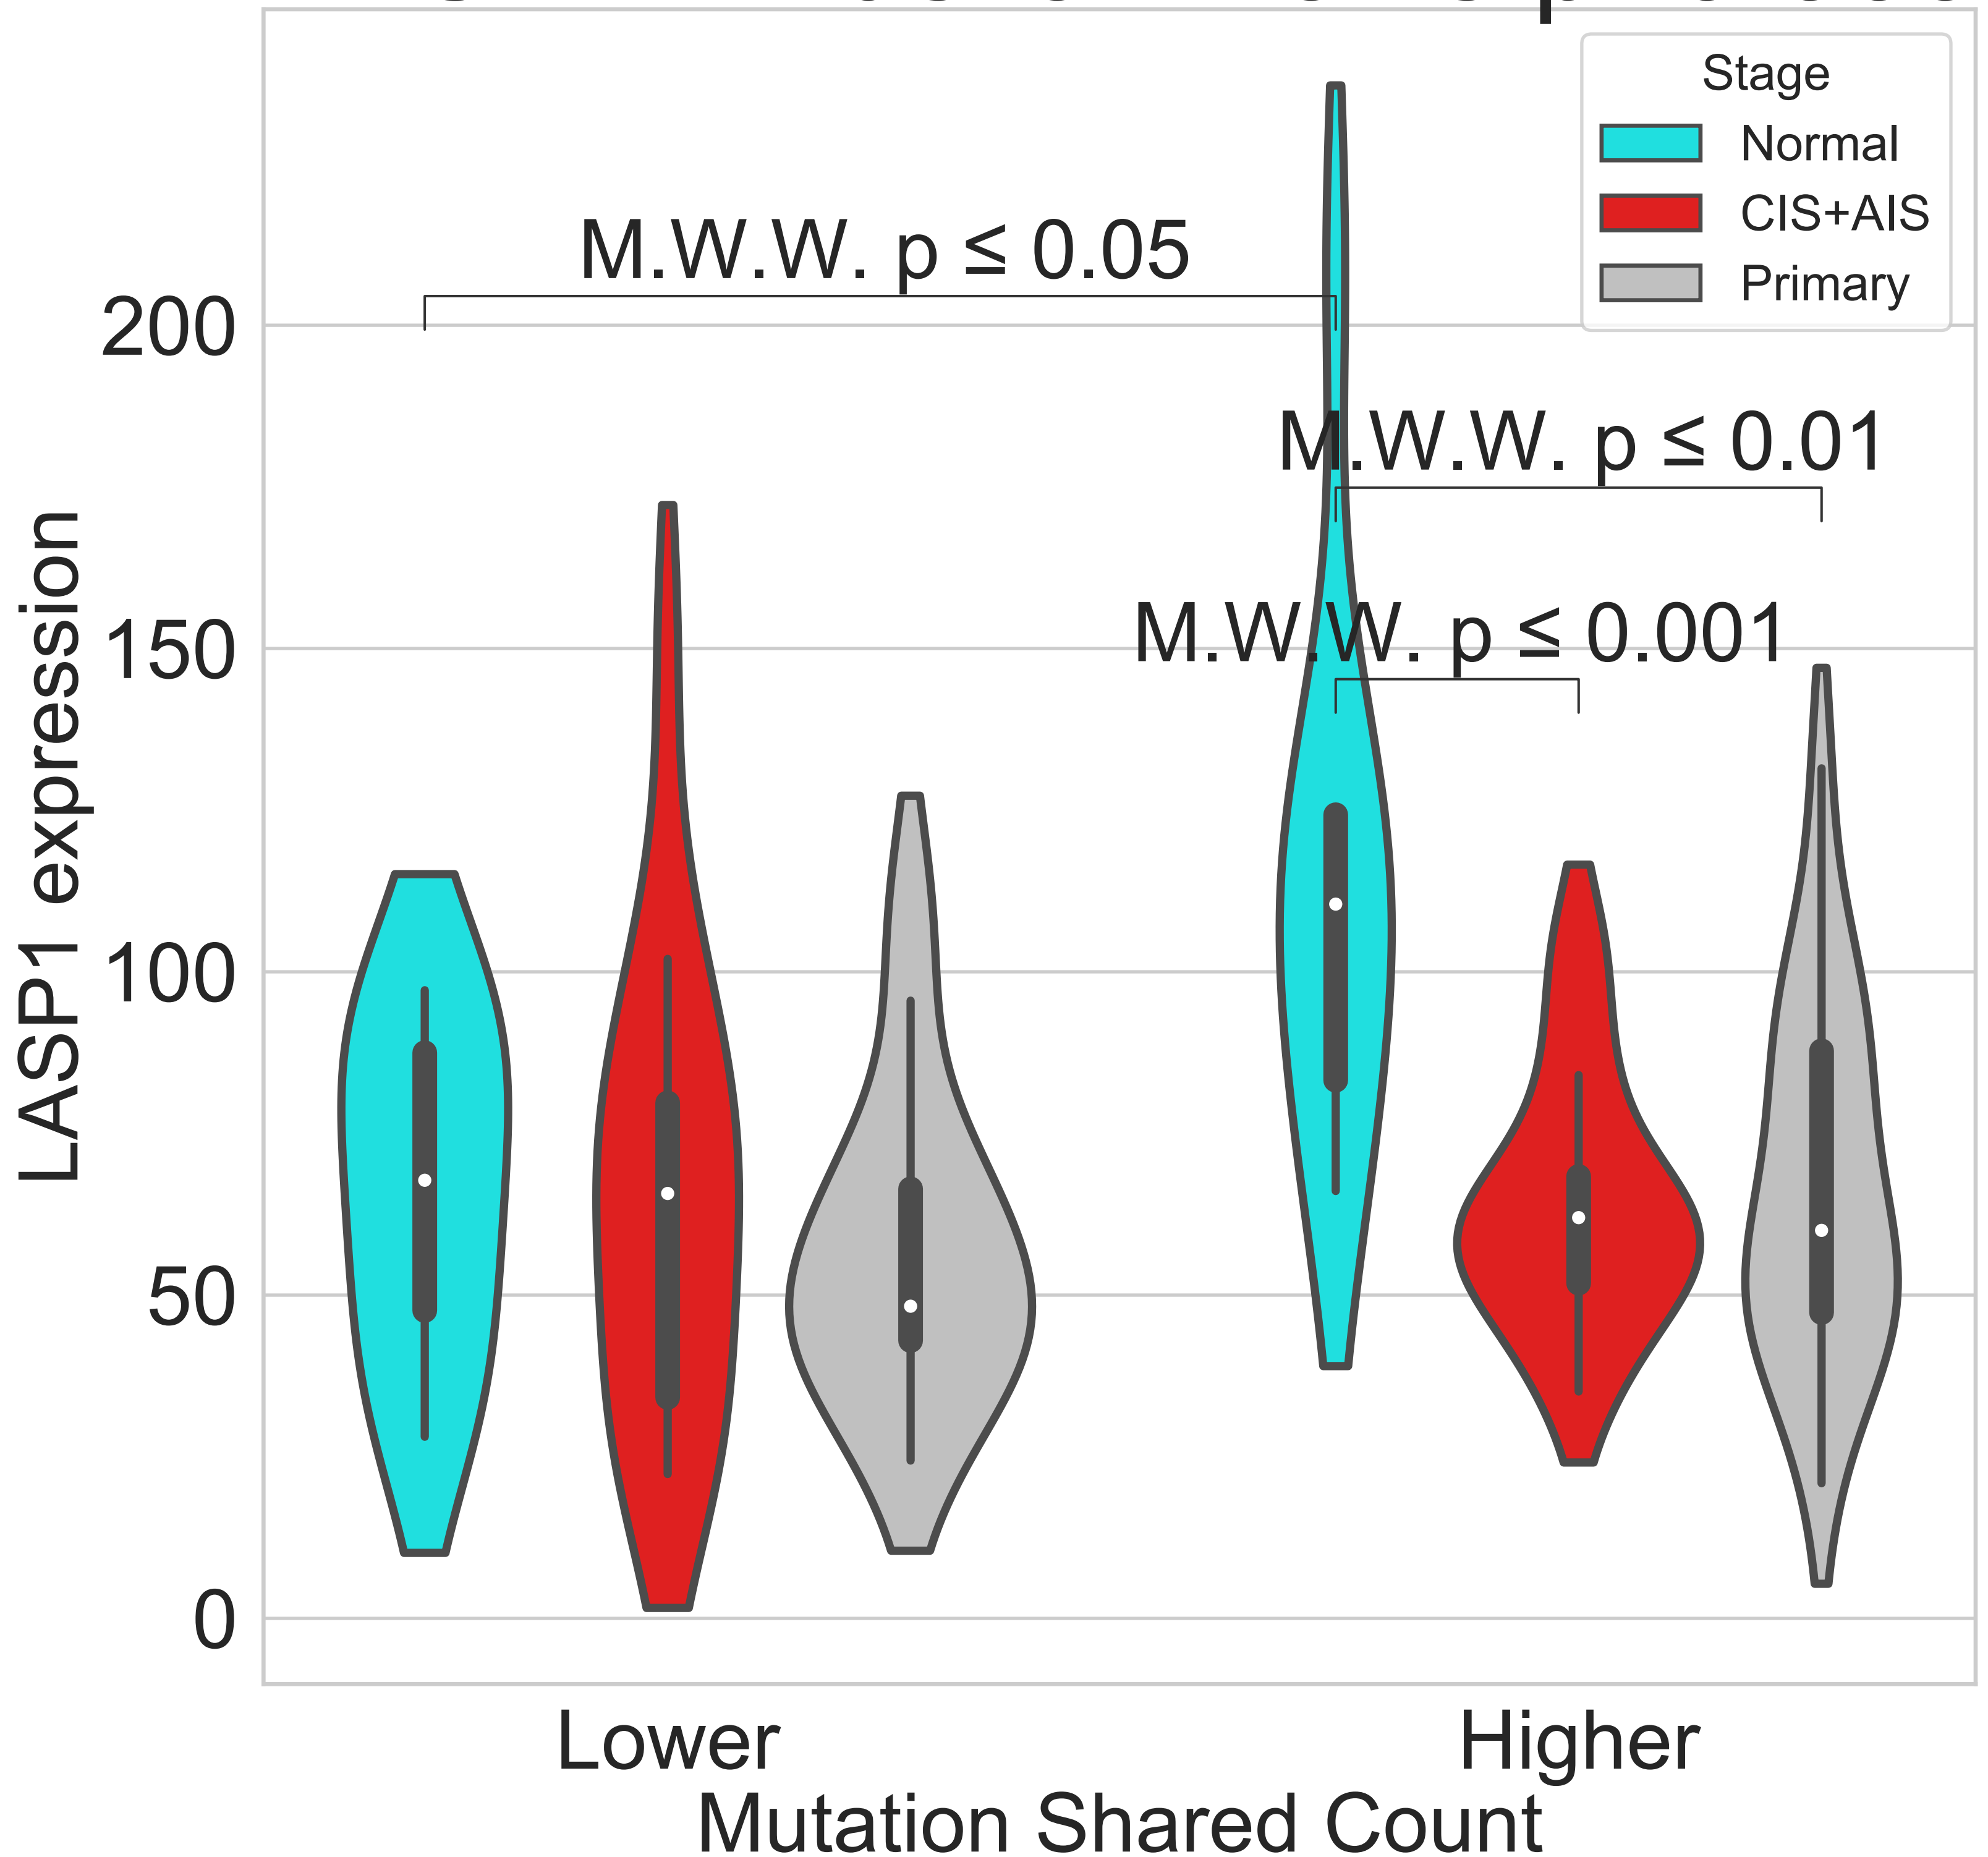 Stage
Normal
CIS+AIS
Primary
M.W.W. p ≤ 0.05
M.W.W. p ≤ 0.01
M.W.W. p ≤ 0.001
LASP1 expression
200
150
100
50
0
Lower
Higher
Mutation Shared Count